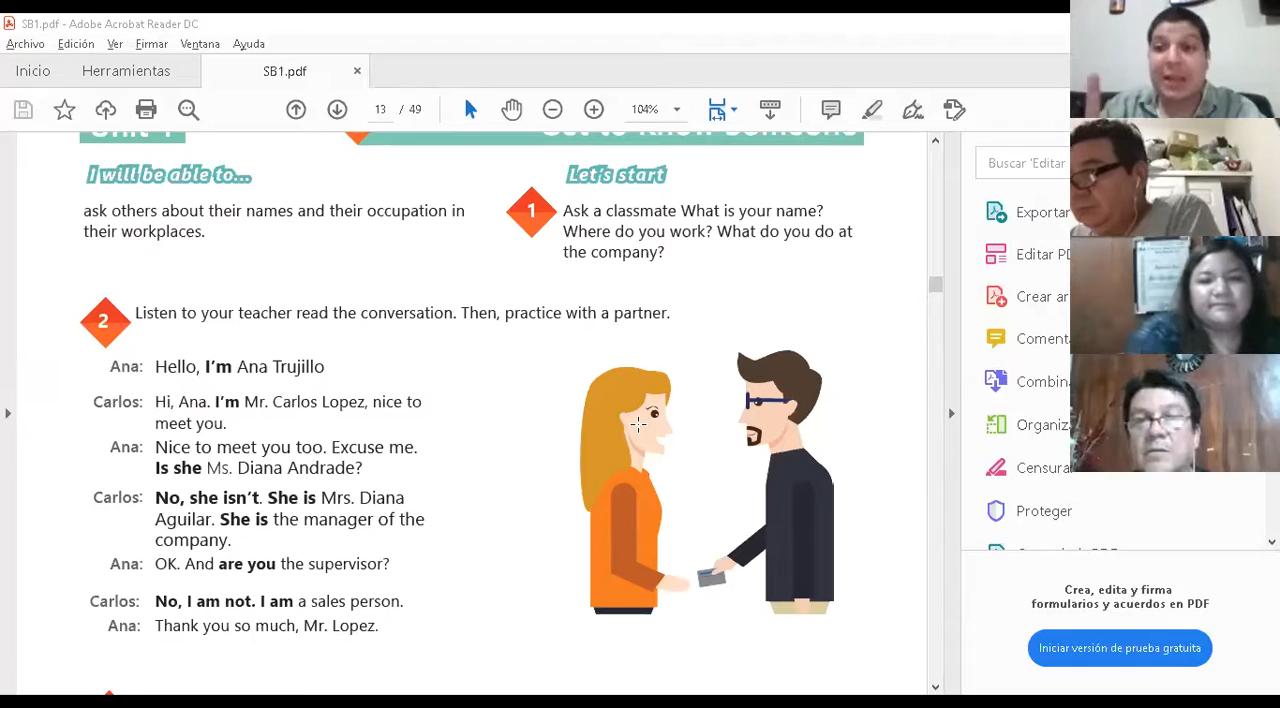 SB1.pdf - Adobe Acrobat Reader DC
Archivo Edición Ver Firmar Ventana Ayuda
Inicio Herramientas SB1.pdf ×
13 / 49 104%
I will be able to...
Let's start
ask others about their names and their occupation in
their workplaces.
1
Ask a classmate What is your name?
Where do you work? What do you do at
the company?
2
Listen to your teacher read the conversation. Then, practice with a partner.
Ana: Hello, I'm Ana Trujillo
Carlos: Hi, Ana. I'm Mr. Carlos Lopez, nice to
meet you.
Ana: Nice to meet you too. Excuse me.
Is she Ms. Diana Andrade?
Carlos: No, she isn't. She is Mrs. Diana
Aguilar. She is the manager of the
company.
Ana: OK. And are you the supervisor?
Carlos: No, I am not. I am a sales person.
Ana: Thank you so much, Mr. Lopez.
Buscar 'Editar
Exportar
Editar PD
Crear ar
Coment
Combin
Organiz
Censura
Proteger
Crea, edita y firma
formularios y acuerdos en PDF
Iniciar versión de prueba gratuita